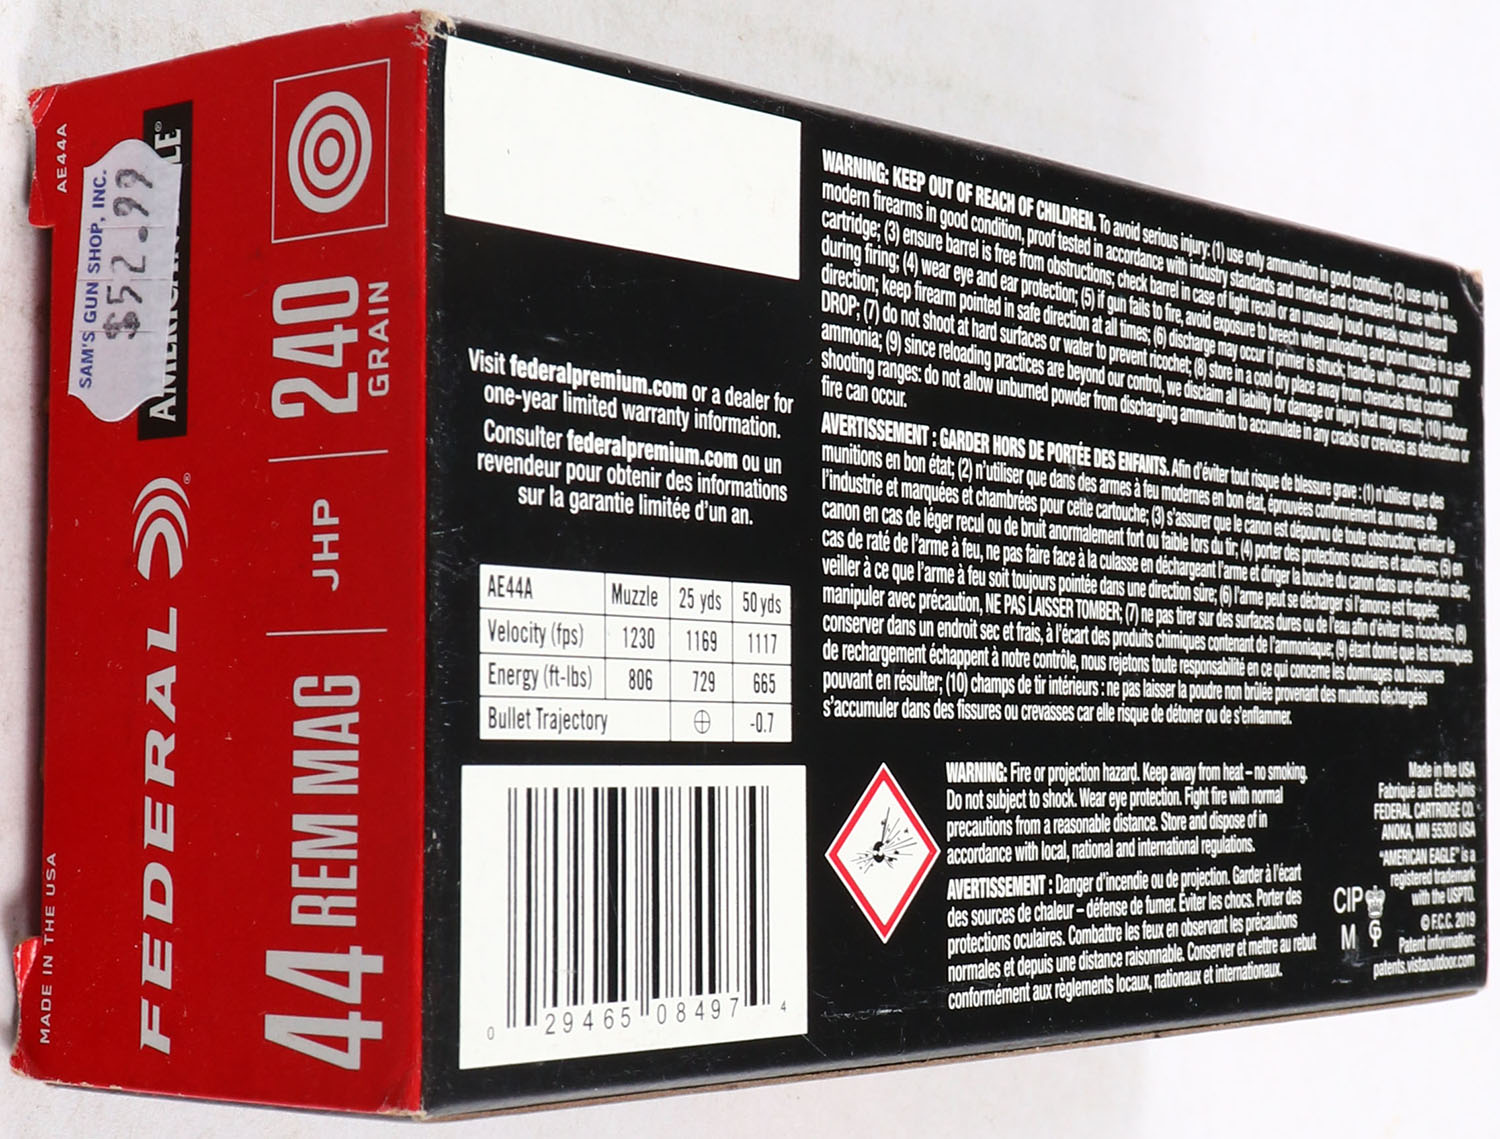 AE44A
SAM'S GUN SHOP, INC.
$52.99
AMERICAN EAGLE®
FEDERAL ®
MADE IN THE USA
44 REM MAG | JHP | 240
GRAIN
Visit federalpremium.com or a dealer for
one-year limited warranty information.
Consulter federalpremium.com ou un
revendeur pour obtenir des informations
sur la garantie limitée d'un an.
AE44A Muzzle 25 yds 50 yds
Velocity (fps) 1230 1169 1117
Energy (ft-lbs) 806 729 665
Bullet Trajectory ⊕ -0.7
0 29465 08497 4
WARNING: KEEP OUT OF REACH OF CHILDREN. To avoid serious injury: (1) use only ammunition in good condition; (2) use only in
modern firearms in good condition, proof tested in accordance with industry standards and marked and chambered for use with this
cartridge; (3) ensure barrel is free from obstructions; check barrel in case of light recoil or an unusually loud or weak sound heard
during firing; (4) wear eye and ear protection; (5) if gun fails to fire, avoid exposure to breech when unloading and point muzzle in a safe
direction; keep firearm pointed in safe direction at all times; (6) discharge may occur if primer is struck; handle with caution, DO NOT
DROP; (7) do not shoot at hard surfaces or water to prevent ricochet; (8) store in a cool dry place away from chemicals that contain
ammonia; (9) since reloading practices are beyond our control, we disclaim all liability for damage or injury that may result; (10) indoor
shooting ranges: do not allow unburned powder from discharging ammunition to accumulate in any cracks or crevices as detonation or
fire can occur.
AVERTISSEMENT : GARDER HORS DE PORTÉE DES ENFANTS. Afin d'éviter tout risque de blessure grave : (1) n'utiliser que des
munitions en bon état; (2) n'utiliser que dans des armes à feu modernes en bon état, éprouvées conformément aux normes de
l'industrie et marquées et chambrées pour cette cartouche; (3) s'assurer que le canon est dépourvu de toute obstruction; vérifier le
canon en cas de léger recul ou de bruit anormalement fort ou faible lors du tir; (4) porter des protections oculaires et auditives; (5) en
cas de raté de l'arme à feu, ne pas faire face à la culasse en déchargeant l'arme et diriger la bouche du canon dans une direction sûre;
veiller à ce que l'arme à feu soit toujours pointée dans une direction sûre; (6) l'arme peut se décharger si l'amorce est frappée;
manipuler avec précaution, NE PAS LAISSER TOMBER; (7) ne pas tirer sur des surfaces dures ou de l'eau afin d'éviter les ricochets; (8)
conserver dans un endroit sec et frais, à l'écart des produits chimiques contenant de l'ammoniaque; (9) étant donné que les techniques
de rechargement échappent à notre contrôle, nous rejetons toute responsabilité en ce qui concerne les dommages ou blessures
pouvant en résulter; (10) champs de tir intérieurs : ne pas laisser la poudre non brûlée provenant des munitions déchargées
s'accumuler dans des fissures ou crevasses car elle risque de détoner ou de s'enflammer.
WARNING: Fire or projection hazard. Keep away from heat – no smoking.
Do not subject to shock. Wear eye protection. Fight fire with normal
precautions from a reasonable distance. Store and dispose of in
accordance with local, national and international regulations.
AVERTISSEMENT : Danger d'incendie ou de projection. Garder à l'écart
des sources de chaleur – défense de fumer. Éviter les chocs. Porter des
protections oculaires. Combattre les feux en observant les précautions
normales et depuis une distance raisonnable. Conserver et mettre au rebut
conformément aux règlements locaux, nationaux et internationaux.
CIP
M
Made in the USA
Fabriqué aux États-Unis
FEDERAL CARTRIDGE CO.
ANOKA, MN 55303 USA
"AMERICAN EAGLE" is a
registered trademark
with the USPTO.
© F.C.C. 2019
Patent information:
patents.vistaoutdoor.com